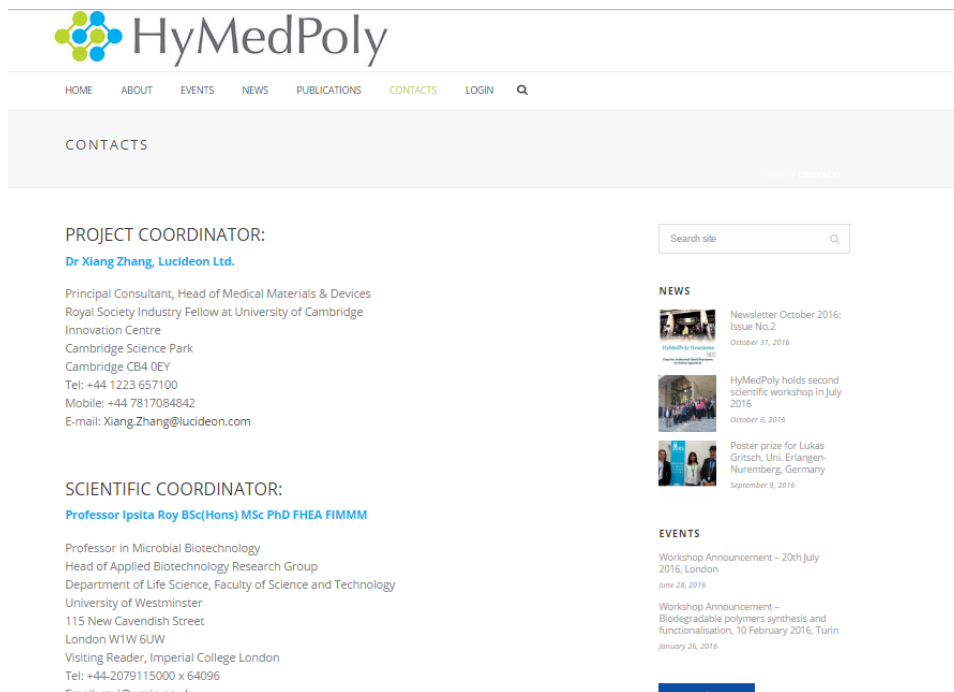 HyMedPoly
HOME ABOUT EVENTS NEWS PUBLICATIONS CONTACTS LOGIN
CONTACTS
PROJECT COORDINATOR:
Dr Xiang Zhang, Lucideon Ltd.
Principal Consultant, Head of Medical Materials & Devices
Royal Society Industry Fellow at University of Cambridge
Innovation Centre
Cambridge Science Park
Cambridge CB4 0EY
Tel: +44 1223 657100
Mobile: +44 7817084842
E-mail: Xiang.Zhang@lucideon.com
SCIENTIFIC COORDINATOR:
Professor Ipsita Roy BSc(Hons) MSc PhD FHEA FIMMM
Professor in Microbial Biotechnology
Head of Applied Biotechnology Research Group
Department of Life Science, Faculty of Science and Technology
University of Westminster
115 New Cavendish Street
London W1W 6UW
Visiting Reader, Imperial College London
Tel: +44-2079115000 x 64096
Search site
NEWS
HyMedPoly Newsletter
Newsletter October 2016:
Issue No.2
October 31, 2016
HyMedPoly holds second
scientific workshop in July
2016
October 6, 2016
Poster prize for Lukas
Gritsch, Uni. Erlangen-
Nuremberg, Germany
September 9, 2016
EVENTS
Workshop Announcement – 20th July
2016, London
June 28, 2016
Workshop Announcement –
Biodegradable polymers synthesis and
functionalisation, 10 February 2016, Turin
January 26, 2016